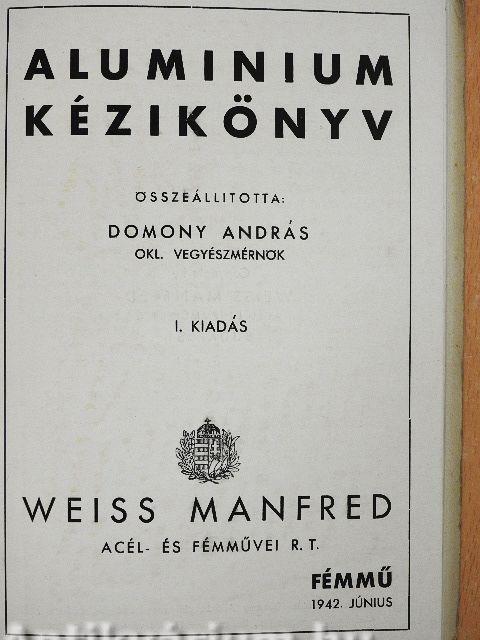 ALUMINIUM
KÉZIKÖNYV
ÖSSZEÁLLITOTTA:
DOMONY ANDRÁS
OKL. VEGYÉSZMÉRNÖK
I. KIADÁS
WEISS MANFRED
ACÉL- ÉS FÉMMŰVEI R. T.
FÉMMŰ
1942. JÚNIUS